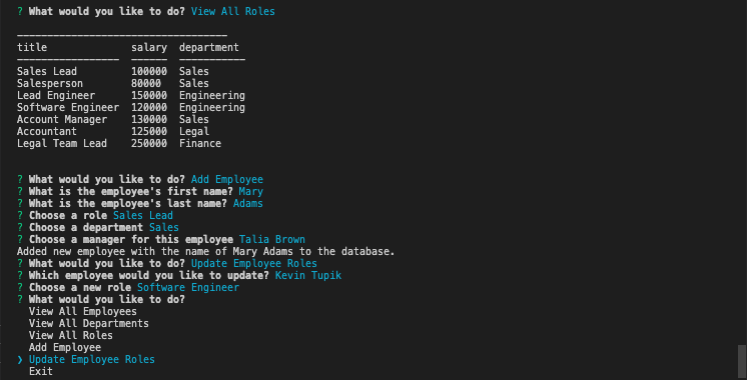 ? What would you like to do? View All Roles
-----------------------------------
title              salary  department
-----------------  ------  -----------
Sales Lead         100000  Sales
Salesperson        80000   Sales
Lead Engineer      150000  Engineering
Software Engineer  120000  Engineering
Account Manager    130000  Sales
Accountant         125000  Legal
Legal Team Lead    250000  Finance
? What would you like to do? Add Employee
? What is the employee's first name? Mary
? What is the employee's last name? Adams
? Choose a role Sales Lead
? Choose a department Sales
? Choose a manager for this employee Talia Brown
Added new employee with the name of Mary Adams to the database.
? What would you like to do? Update Employee Roles
? Which employee would you like to update? Kevin Tupik
? Choose a new role Software Engineer
? What would you like to do?
View All Employees
View All Departments
View All Roles
Add Employee
❯ Update Employee Roles
Exit